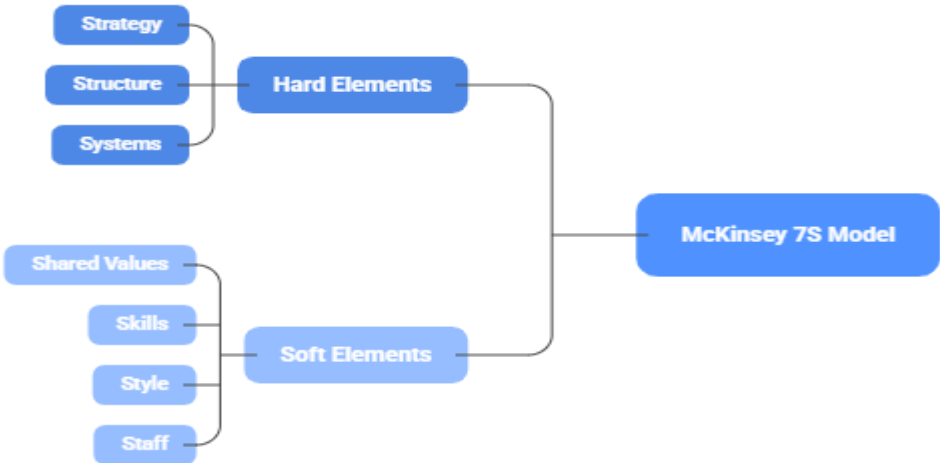 Strategy
Structure
Systems
Hard Elements
McKinsey 7S Model
Shared Values
Skills
Style
Staff
Soft Elements